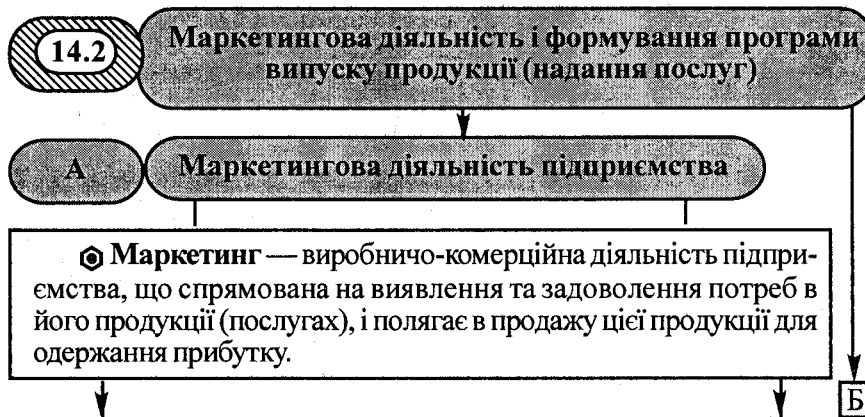 14.2
Маркетингова діяльність і формування програми
випуску продукції (надання послуг)
А
Маркетингова діяльність підприємства
Маркетинг — виробничо-комерційна діяльність підпри-
ємства, що спрямована на виявлення та задоволення потреб в
його продукції (послугах), і полягає в продажу цієї продукції для
одержання прибутку.
Б